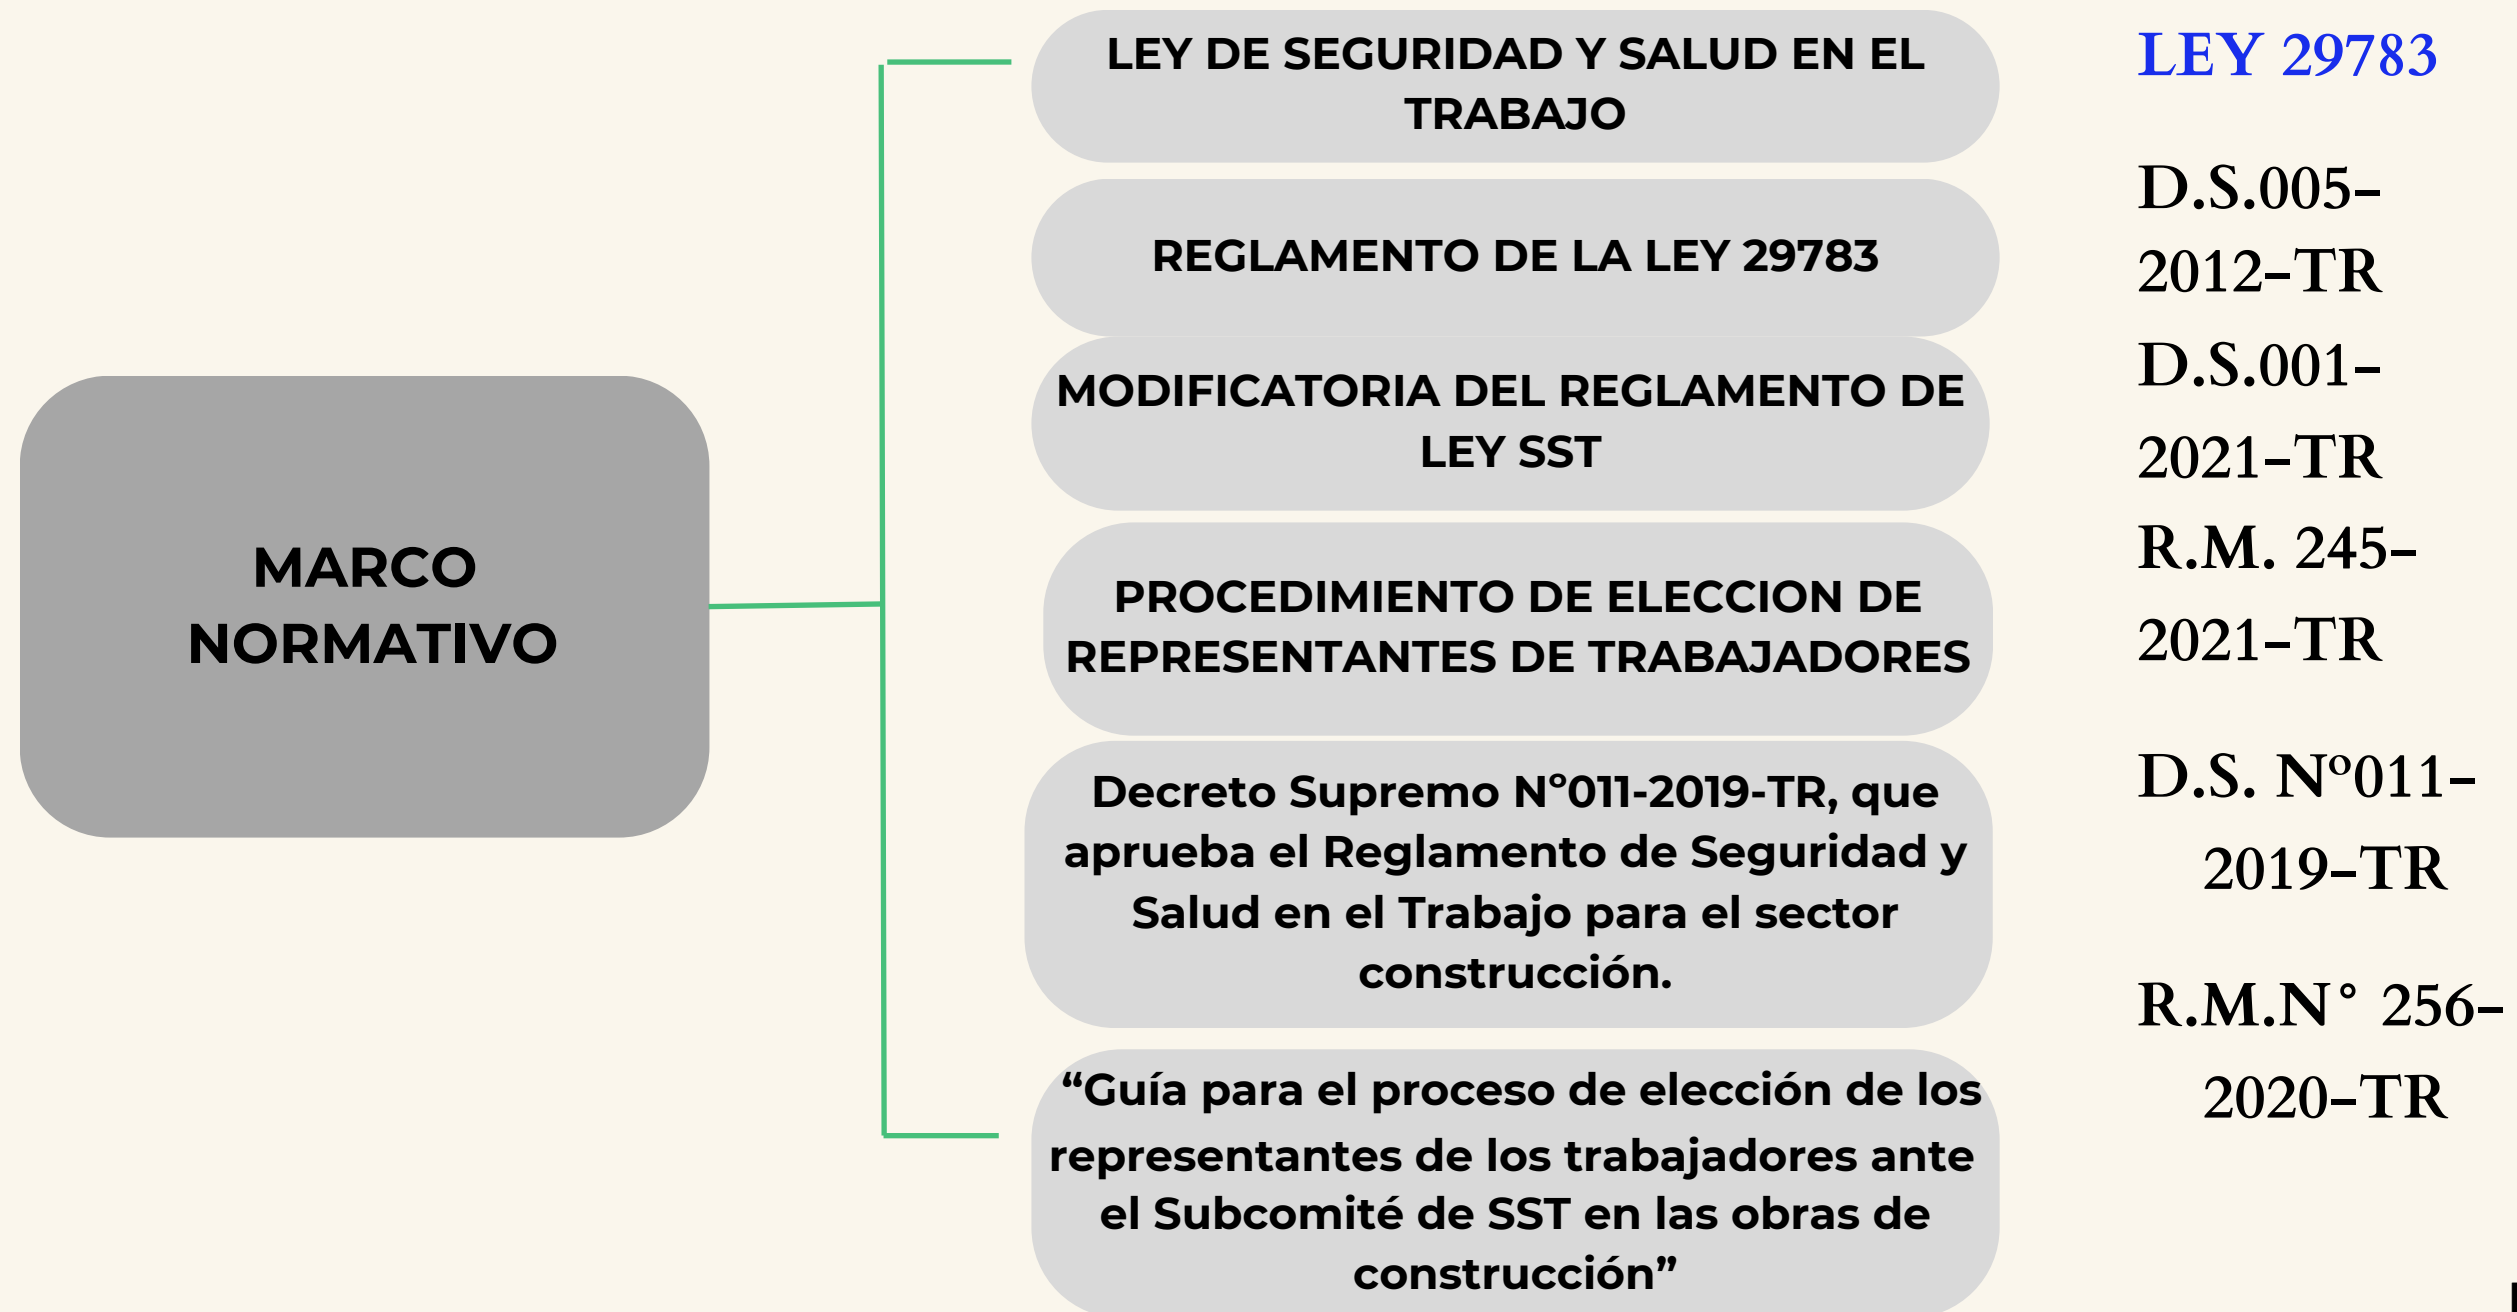 MARCO
NORMATIVO
LEY DE SEGURIDAD Y SALUD EN EL
TRABAJO
LEY 29783
REGLAMENTO DE LA LEY 29783
D.S.005-
2012-TR
MODIFICATORIA DEL REGLAMENTO DE
LEY SST
D.S.001-
2021-TR
PROCEDIMIENTO DE ELECCION DE
REPRESENTANTES DE TRABAJADORES
R.M. 245-
2021-TR
Decreto Supremo Nº011-2019-TR, que
aprueba el Reglamento de Seguridad y
Salud en el Trabajo para el sector
construcción.
D.S. Nº011-
2019-TR
“Guía para el proceso de elección de los
representantes de los trabajadores ante
el Subcomité de SST en las obras de
construcción”
R.M.N° 256-
2020-TR